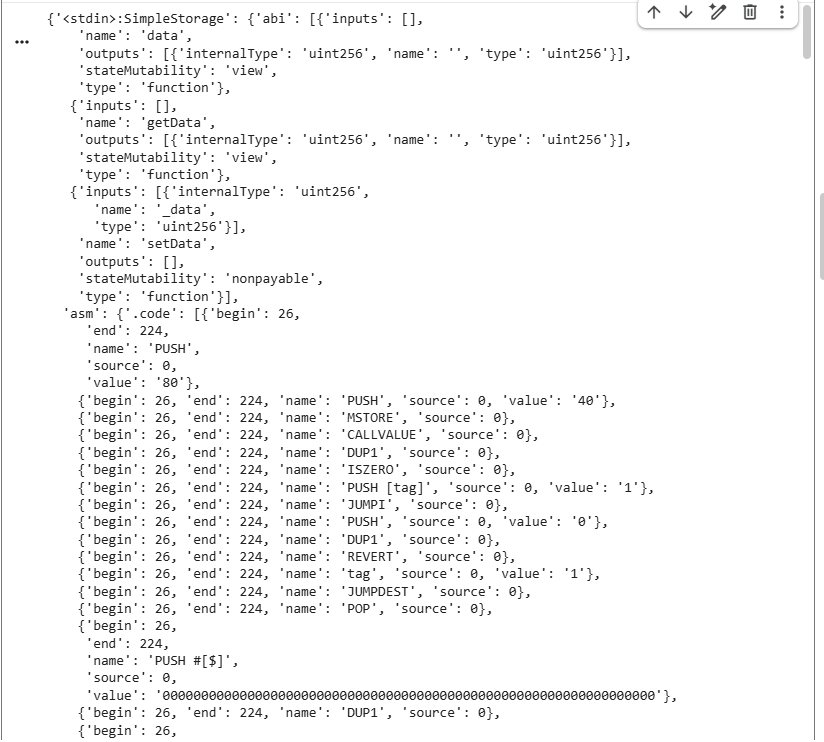 {'<stdin>:SimpleStorage': {'abi': [{'inputs': [],
'name': 'data',
'outputs': [{'internalType': 'uint256', 'name': '', 'type': 'uint256'}],
'stateMutability': 'view',
'type': 'function'},
{'inputs': [],
'name': 'getData',
'outputs': [{'internalType': 'uint256', 'name': '', 'type': 'uint256'}],
'stateMutability': 'view',
'type': 'function'},
{'inputs': [{'internalType': 'uint256',
'name': '_data',
'type': 'uint256'}],
'name': 'setData',
'outputs': [],
'stateMutability': 'nonpayable',
'type': 'function'}],
'asm': {'.code': [{'begin': 26,
'end': 224,
'name': 'PUSH',
'source': 0,
'value': '80'},
{'begin': 26, 'end': 224, 'name': 'PUSH', 'source': 0, 'value': '40'},
{'begin': 26, 'end': 224, 'name': 'MSTORE', 'source': 0},
{'begin': 26, 'end': 224, 'name': 'CALLVALUE', 'source': 0},
{'begin': 26, 'end': 224, 'name': 'DUP1', 'source': 0},
{'begin': 26, 'end': 224, 'name': 'ISZERO', 'source': 0},
{'begin': 26, 'end': 224, 'name': 'PUSH [tag]', 'source': 0, 'value': '1'},
{'begin': 26, 'end': 224, 'name': 'JUMPI', 'source': 0},
{'begin': 26, 'end': 224, 'name': 'PUSH', 'source': 0, 'value': '0'},
{'begin': 26, 'end': 224, 'name': 'DUP1', 'source': 0},
{'begin': 26, 'end': 224, 'name': 'REVERT', 'source': 0},
{'begin': 26, 'end': 224, 'name': 'tag', 'source': 0, 'value': '1'},
{'begin': 26, 'end': 224, 'name': 'JUMPDEST', 'source': 0},
{'begin': 26, 'end': 224, 'name': 'POP', 'source': 0},
{'begin': 26,
'end': 224,
'name': 'PUSH #[$]',
'source': 0,
'value': '0000000000000000000000000000000000000000000000000000000000000000'},
{'begin': 26, 'end': 224, 'name': 'DUP1', 'source': 0},
{'begin': 26,